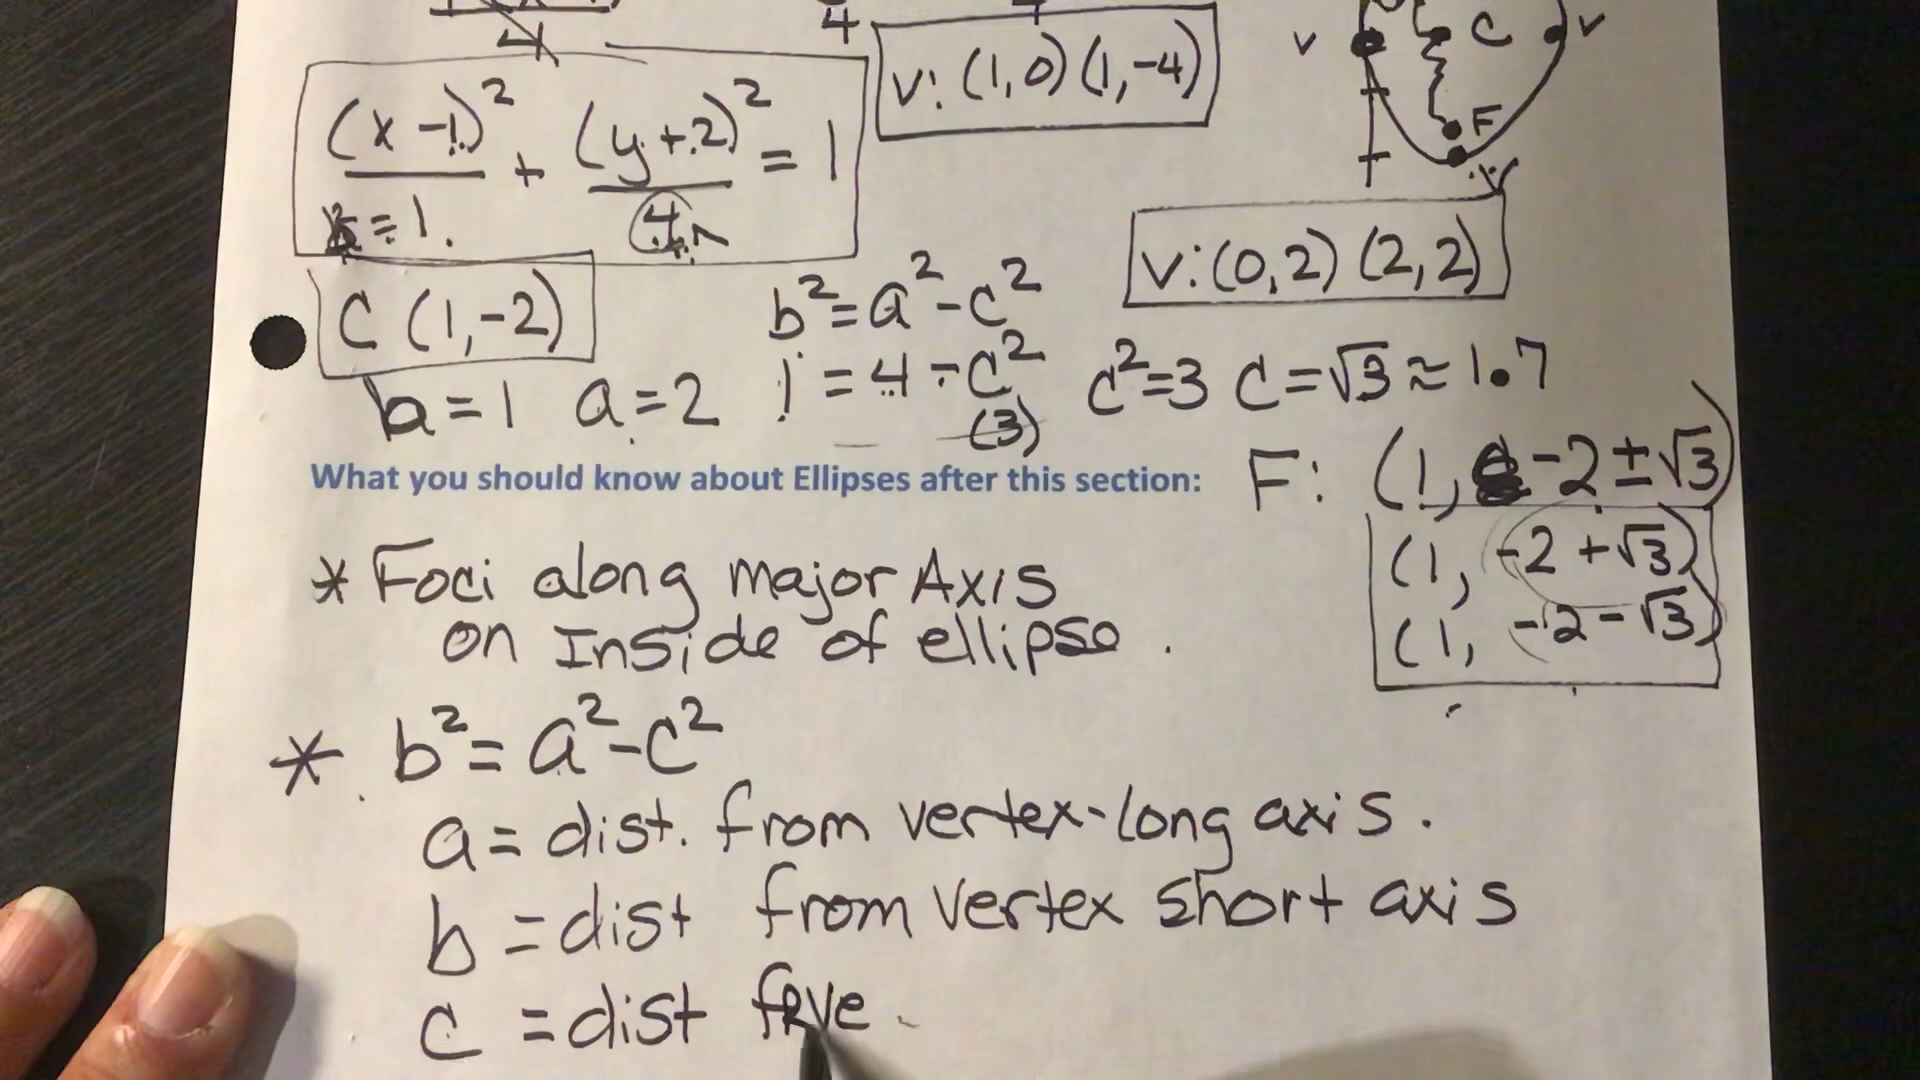 4
4
v: (1,0) (1,-4)
v C v
F
v
(x-1)² + (y+2)² = 1
= 1. 4
v: (0,2) (2,2)
C (1,-2)
b² = a² - c²
b = 1 a = 2 1 = 4 - c² c² = 3 c = √3 ≈ 1.7
(3)
What you should know about Ellipses after this section:
F: (1, -2 ± √3)
(1, -2 + √3)
(1, -2 - √3)
* Foci along major Axis
on Inside of ellipse.
* b² = a² - c²
a = dist. from vertex-long axis.
b = dist from vertex short axis
c = dist